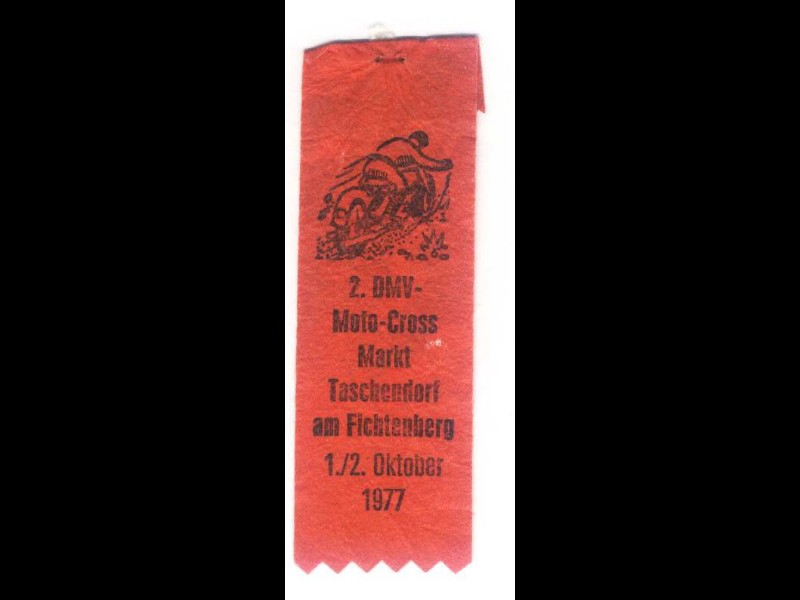 2. DMV-
Moto-Cross
Markt
Taschendorf
am Fichtenberg
1./2. Oktober
1977